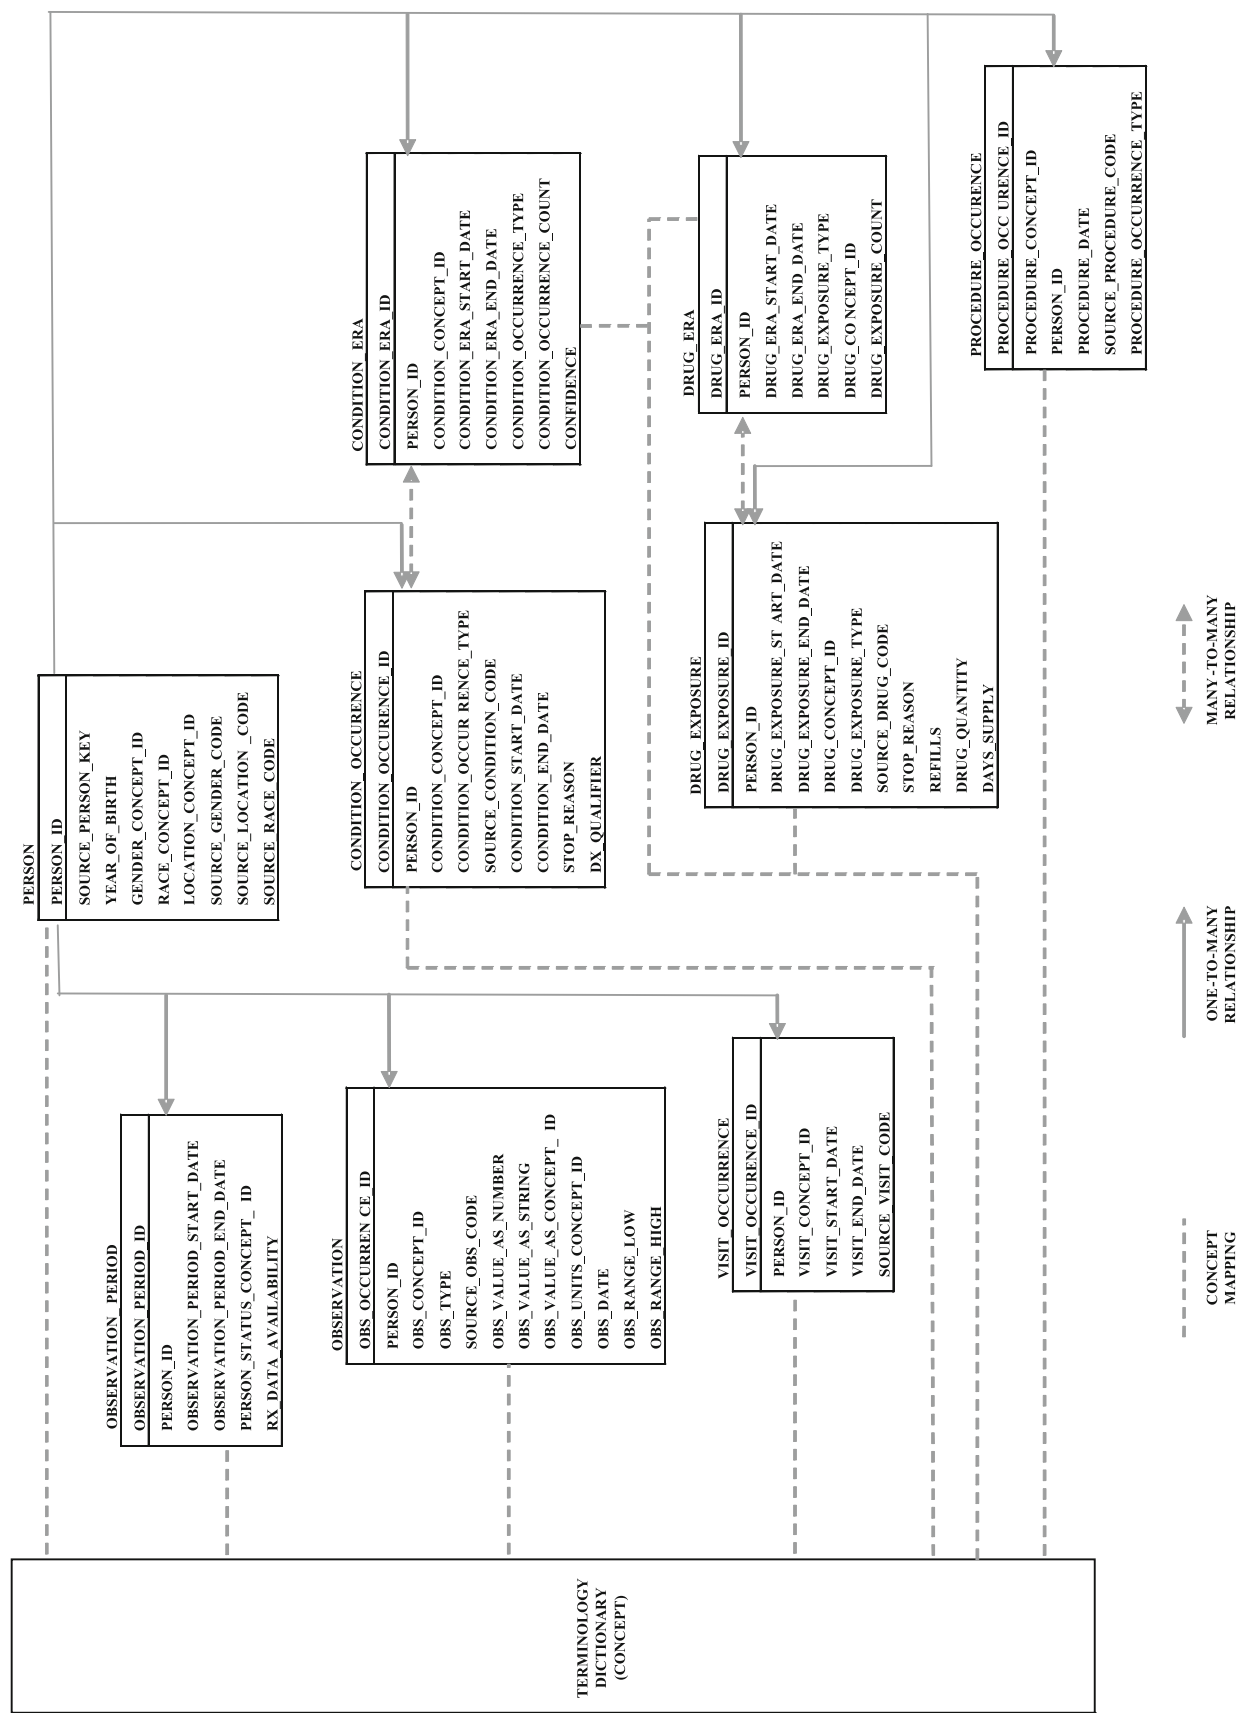 PERSON
PERSON_ID
SOURCE_PERSON_KEY
YEAR_OF_BIRTH
GENDER_CONCEPT_ID
RACE_CONCEPT_ID
LOCATION_CONCEPT_ID
SOURCE_GENDER_CODE
SOURCE_LOCATION _CODE
SOURCE_RACE_CODE
OBSERVATION_PERIOD
OBSERVATION_PERIOD_ID
PERSON_ID
OBSERVATION_PERIOD_START_DATE
OBSERVATION_PERIOD_END_DATE
PERSON_STATUS_CONCEPT_ ID
RX_DATA_AVAILABILITY
OBSERVATION
OBS_OCCURREN CE_ID
PERSON_ID
OBS_CONCEPT_ID
OBS_TYPE
SOURCE_OBS_CODE
OBS_VALUE_AS_NUMBER
OBS_VALUE_AS_STRING
OBS_VALUE_AS_CONCEPT_ ID
OBS_UNITS_CONCEPT_ID
OBS_DATE
OBS_RANGE_LOW
OBS_RANGE_HIGH
CONDITION_OCCURENCE
CONDITION_OCCURENCE_ID
PERSON_ID
CONDITION_CONCEPT_ID
CONDITION_OCCUR RENCE_TYPE
SOURCE_CONDITION_CODE
CONDITION_START_DATE
CONDITION_END_DATE
STOP_REASON
DX_QUALIFIER
CONDITION_ERA
CONDITION_ERA_ID
PERSON_ID
CONDITION_CONCEPT_ID
CONDITION_ERA_START_DATE
CONDITION_ERA_END_DATE
CONDITION_OCCURRENCE_TYPE
CONDITION_OCCURRENCE_COUNT
CONFIDENCE
TERMINOLOGY
DICTIONARY
(CONCEPT)
VISIT_OCCURRENCE
VISIT_OCCURENCE_ID
PERSON_ID
VISIT_CONCEPT_ID
VISIT_START_DATE
VISIT_END_DATE
SOURCE_VISIT_CODE
DRUG_EXPOSURE
DRUG_EXPOSURE_ID
PERSON_ID
DRUG_EXPOSURE_ST ART_DATE
DRUG_EXPOSURE_END_DATE
DRUG_CONCEPT_ID
DRUG_EXPOSURE_TYPE
SOURCE_DRUG_CODE
STOP_REASON
REFILLS
DRUG_QUANTITY
DAYS_SUPPLY
DRUG_ERA
DRUG_ERA_ID
PERSON_ID
DRUG_ERA_START_DATE
DRUG_ERA_END_DATE
DRUG_EXPOSURE_TYPE
DRUG_CO NCEPT_ID
DRUG_EXPOSURE_COUNT
PROCEDURE_OCCURENCE
PROCEDURE_OCC URENCE_ID
PROCEDURE_CONCEPT_ID
PERSON_ID
PROCEDURE_DATE
SOURCE_PROCEDURE_CODE
PROCEDURE_OCCURRENCE_TYPE
CONCEPT
MAPPING
ONE-TO-MANY
RELATIONSHIP
MANY-TO-MANY
RELATIONSHIP